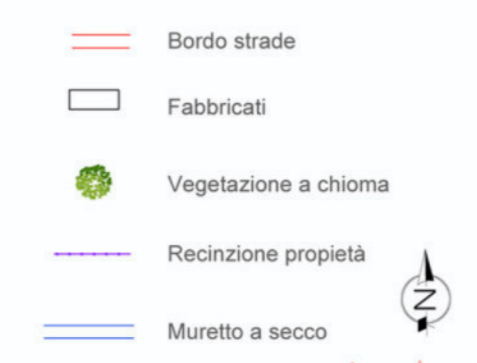 Bordo strade
Fabbricati
Vegetazione a chioma
Recinzione propietà
N
Muretto a secco